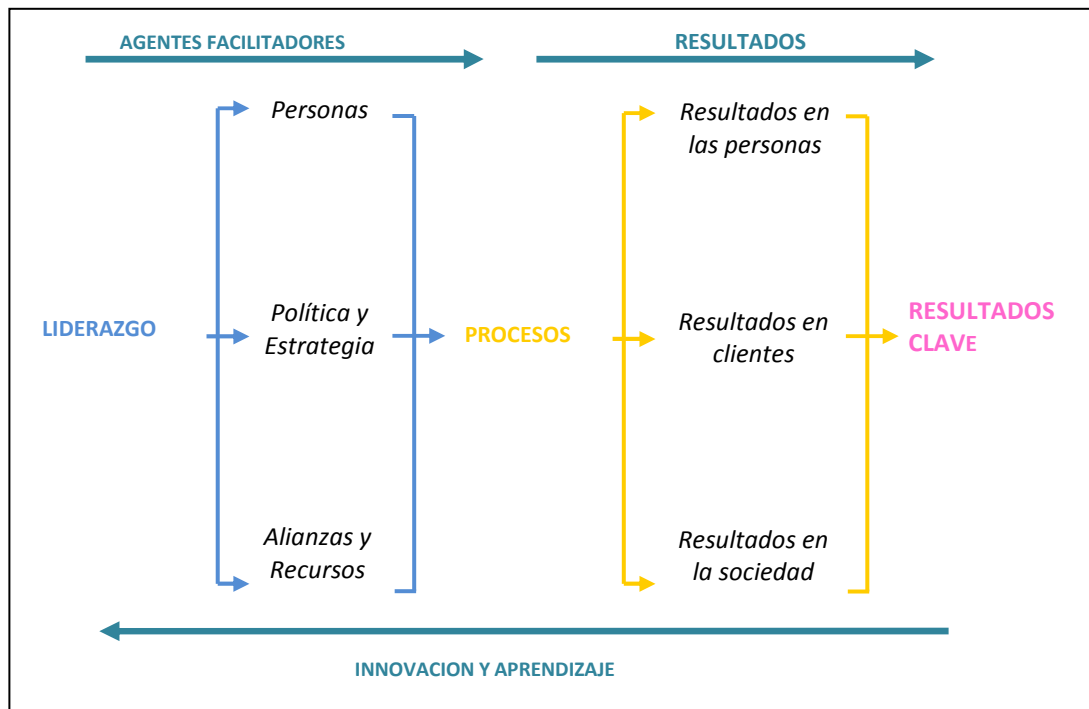 AGENTES FACILITADORES
RESULTADOS
Personas
Resultados en
las personas
LIDERAZGO
Política y
Estrategia
PROCESOS
Resultados en
clientes
RESULTADOS
CLAVE
Alianzas y
Recursos
Resultados en
la sociedad
INNOVACION Y APRENDIZAJE